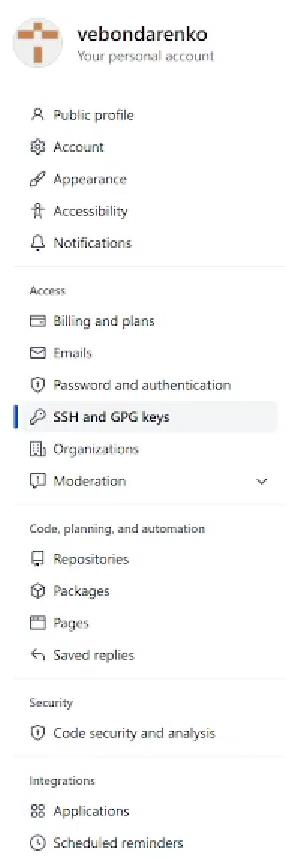 vebondarenko
Your personal account
Public profile
Account
Appearance
Accessibility
Notifications
Access
Billing and plans
Emails
Password and authentication
SSH and GPG keys
Organizations
Moderation
Code, planning, and automation
Repositories
Packages
Pages
Saved replies
Security
Code security and analysis
Integrations
Applications
Scheduled reminders